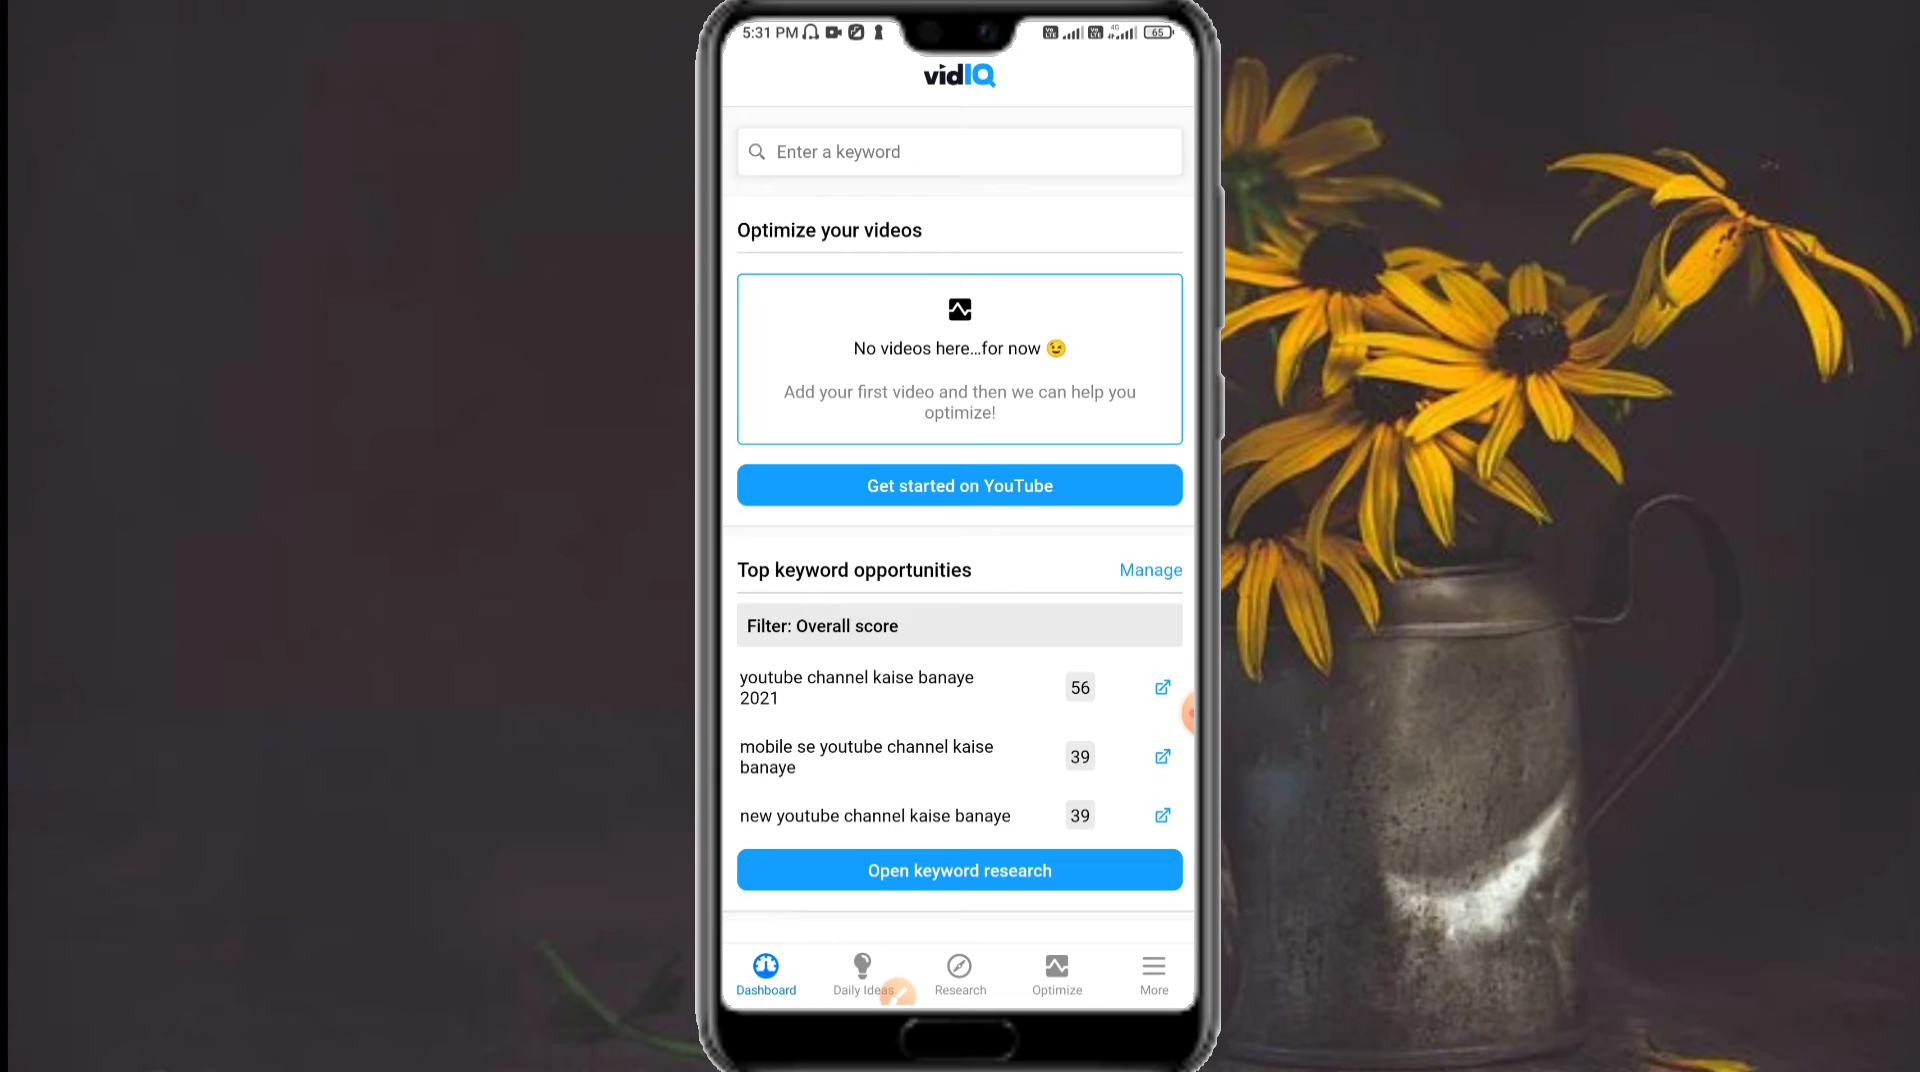 5:31 PM
4G
65
vidIQ
Enter a keyword
Optimize your videos
No videos here...for now 😉
Add your first video and then we can help you
optimize!
Get started on YouTube
Top keyword opportunities
Manage
Filter: Overall score
youtube channel kaise banaye
2021
56
mobile se youtube channel kaise
banaye
39
new youtube channel kaise banaye
39
Open keyword research
Dashboard
Daily Ideas
Research
Optimize
More